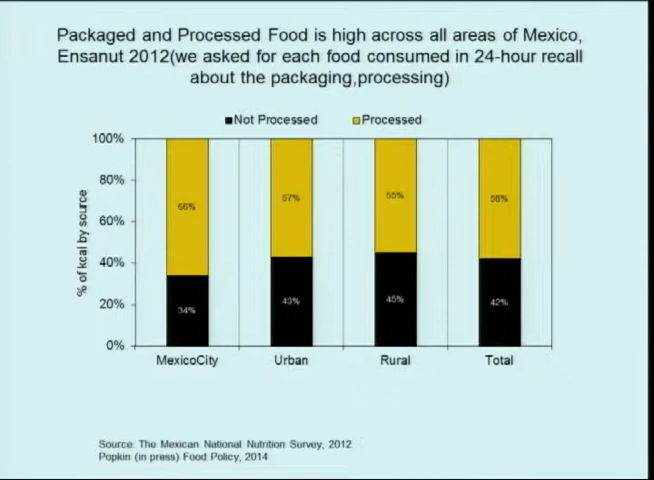 Packaged and Processed Food is high across all areas of Mexico,
Ensanut 2012(we asked for each food consumed in 24-hour recall
about the packaging,processing)
Not Processed Processed
100%
80%
60%
40%
20%
0%
% of kcal by source
66%
57%
55%
58%
34%
43%
45%
42%
MexicoCity Urban Rural Total
Source: The Mexican National Nutrition Survey, 2012
Popkin (in press) Food Policy, 2014